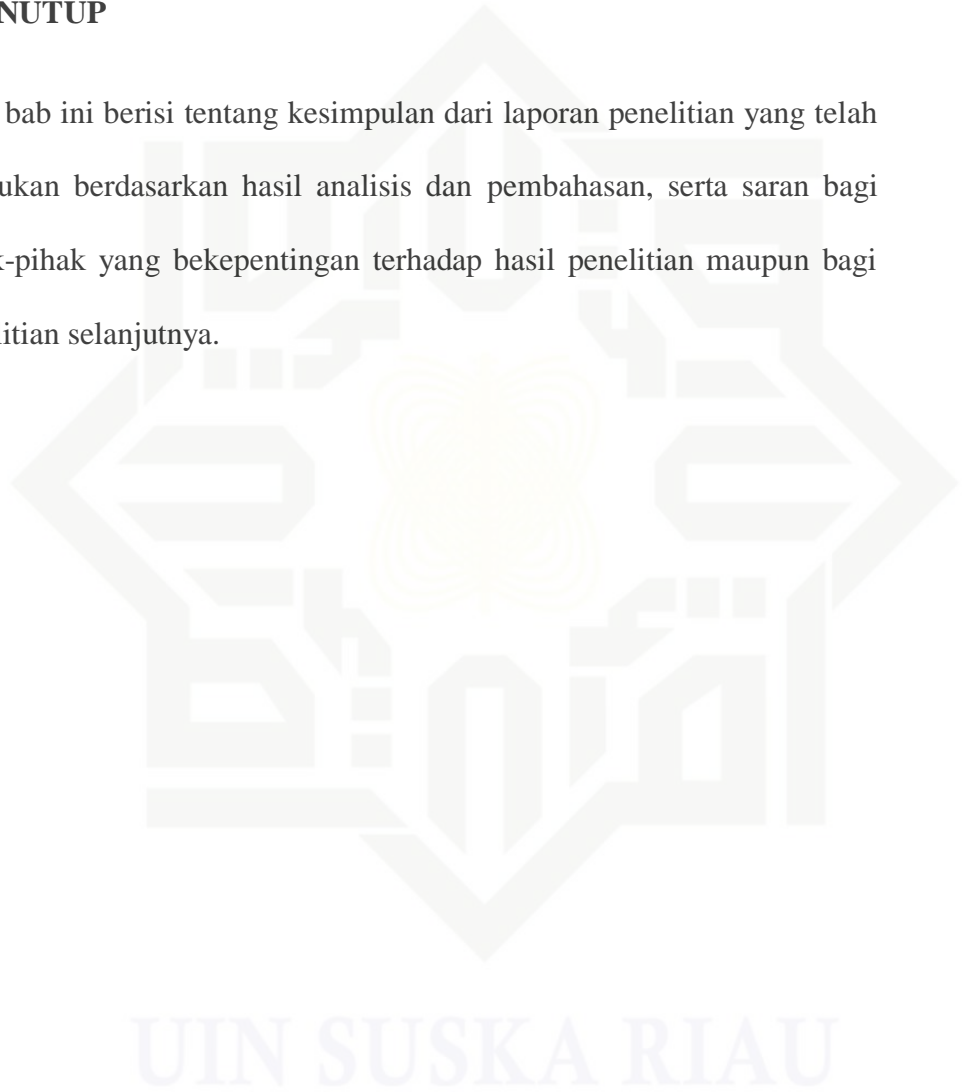 NUTUP
bab ini berisi tentang kesimpulan dari laporan penelitian yang telah
ukan berdasarkan hasil analisis dan pembahasan, serta saran bagi
k-pihak yang bekepentingan terhadap hasil penelitian maupun bagi
litian selanjutnya.
UIN SUSKA RIAU